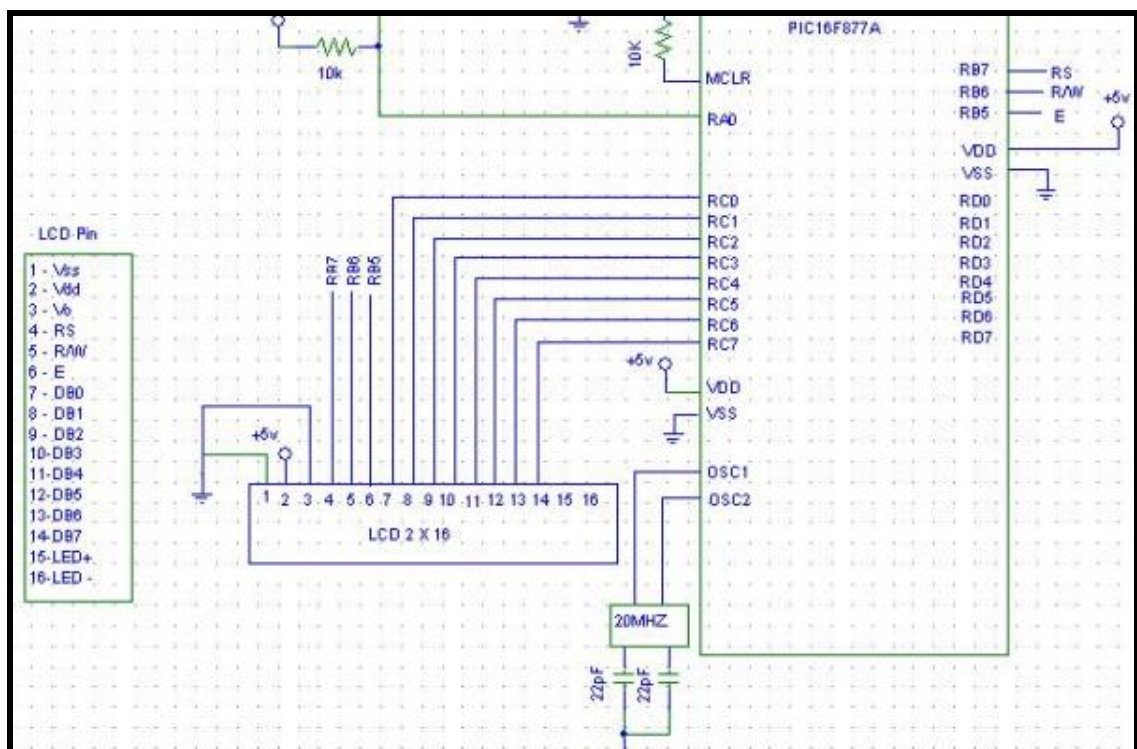 PIC16F877A
10k
10K
MCLR
RA0
RB7
RS
RB6
R/W
RB5
E
+5v
VDD
VSS
RC0
RC1
RC2
RC3
RC4
RC5
RC6
RC7
RD0
RD1
RD2
RD3
RD4
RD5
RD6
RD7
LCD Pin
1 - Vss
2 - Vdd
3 - Vo
4 - RS
5 - R/W
6 - E
7 - DB0
8 - DB1
9 - DB2
10-DB3
11-DB4
12-DB5
13-DB6
14-DB7
15-LED+
16-LED -
RB7
RB6
RB5
+5v
VDD
VSS
+5v
1 2 3 4 5 6 7 8 9 10 11 12 13 14 15 16
LCD 2 X 16
OSC1
OSC2
20MHZ
22pF
22pF